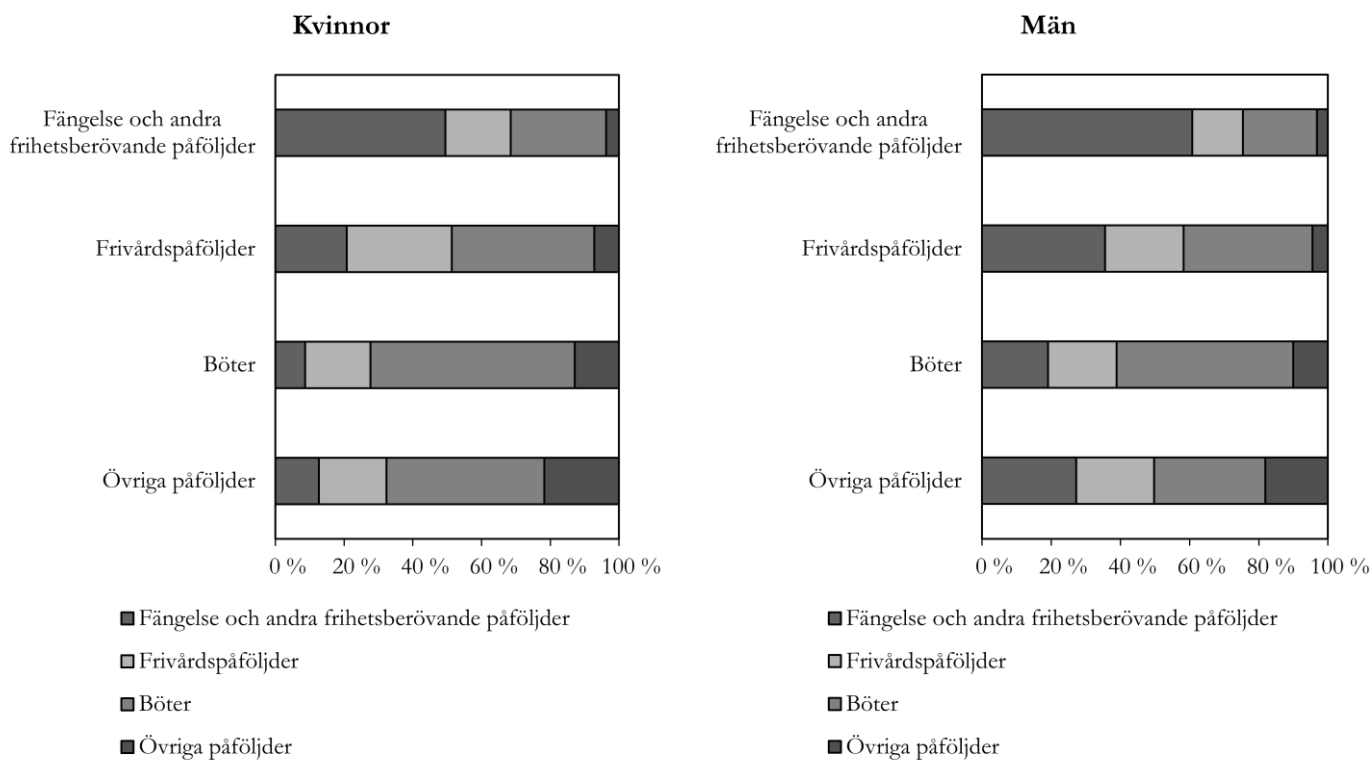 Kvinnor
Fängelse och andra
frihetsberövande påföljder
Frivårdspåföljder
Böter
Övriga påföljder
0 % 20 % 40 % 60 % 80 % 100 %
Fängelse och andra frihetsberövande påföljder
Frivårdspåföljder
Böter
Övriga påföljder
Män
Fängelse och andra
frihetsberövande påföljder
Frivårdspåföljder
Böter
Övriga påföljder
0 % 20 % 40 % 60 % 80 % 100 %
Fängelse och andra frihetsberövande påföljder
Frivårdspåföljder
Böter
Övriga påföljder